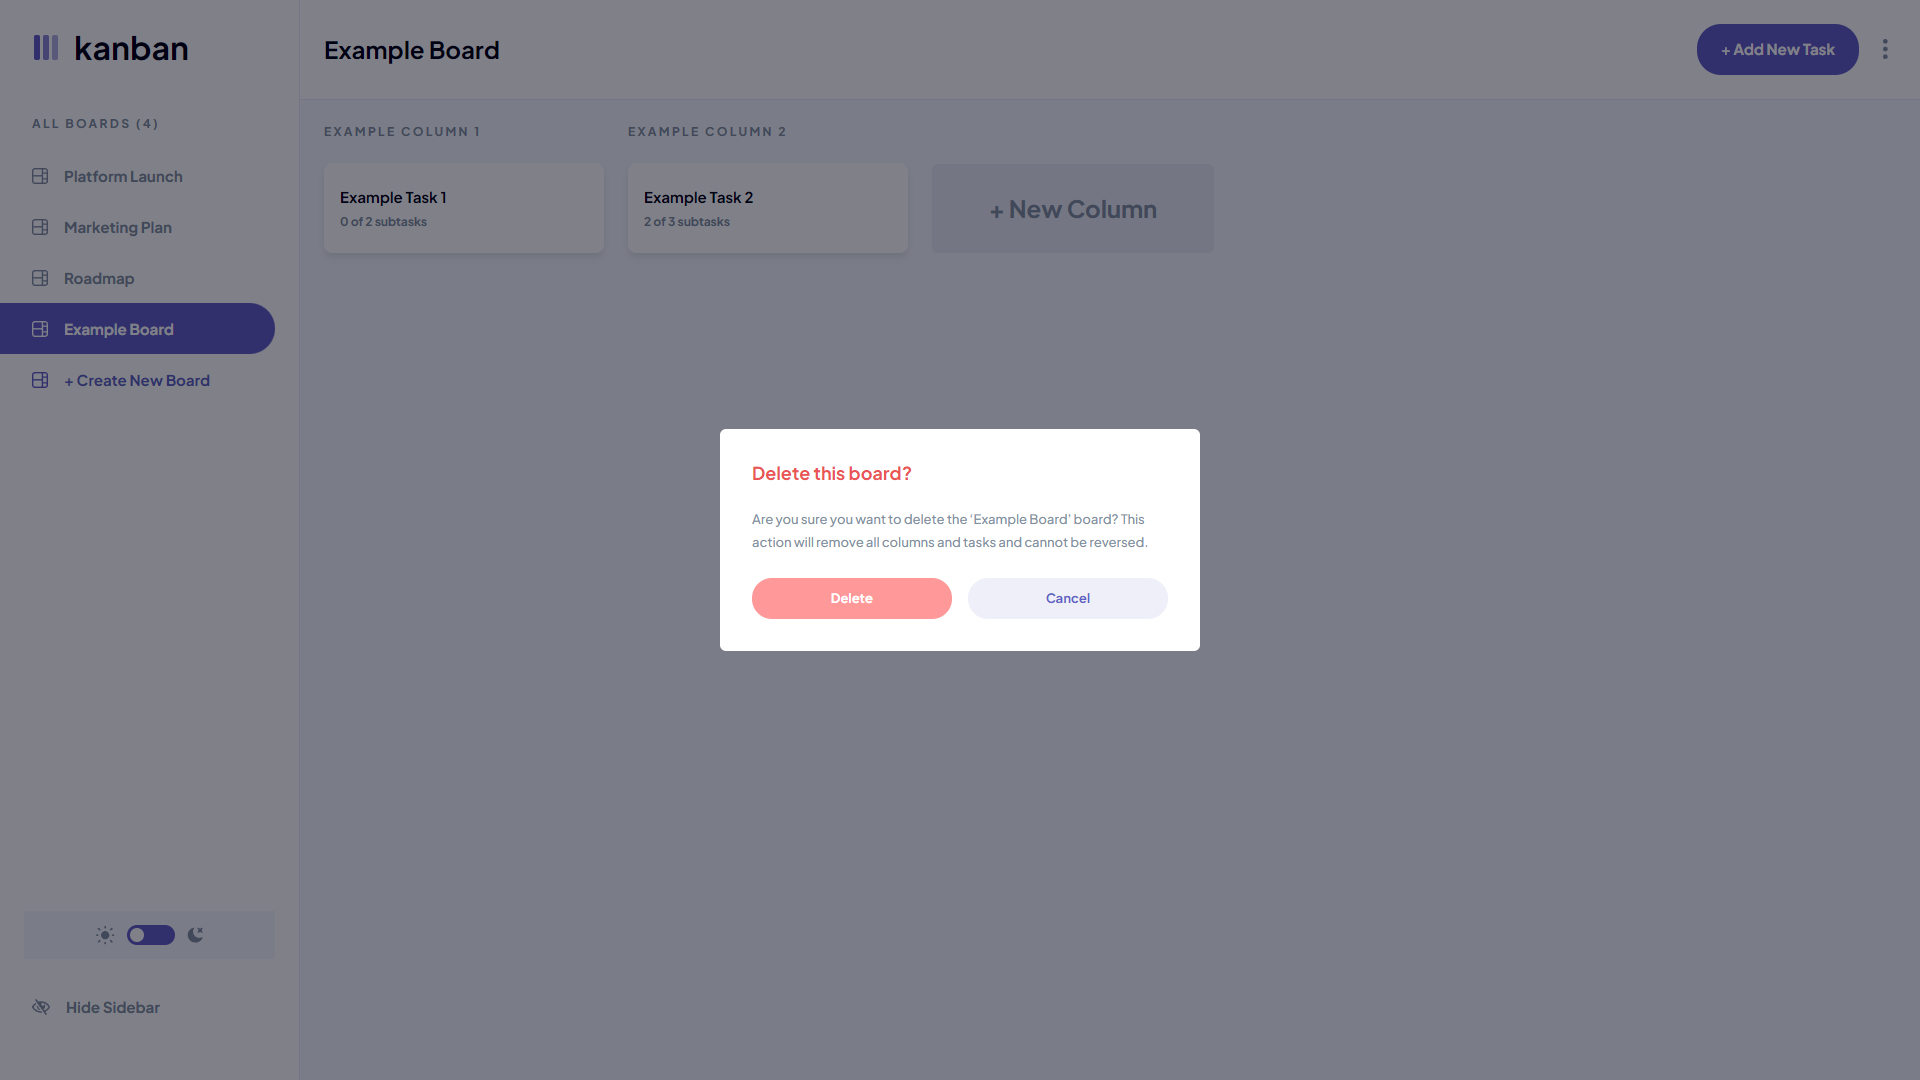 kanban
ALL BOARDS (4)
Platform Launch
Marketing Plan
Roadmap
Example Board
+ Create New Board
Hide Sidebar
Example Board
+ Add New Task
EXAMPLE COLUMN 1
Example Task 1
0 of 2 subtasks
EXAMPLE COLUMN 2
Example Task 2
2 of 3 subtasks
+ New Column
Delete this board?
Are you sure you want to delete the ‘Example Board’ board? This
action will remove all columns and tasks and cannot be reversed.
Delete
Cancel